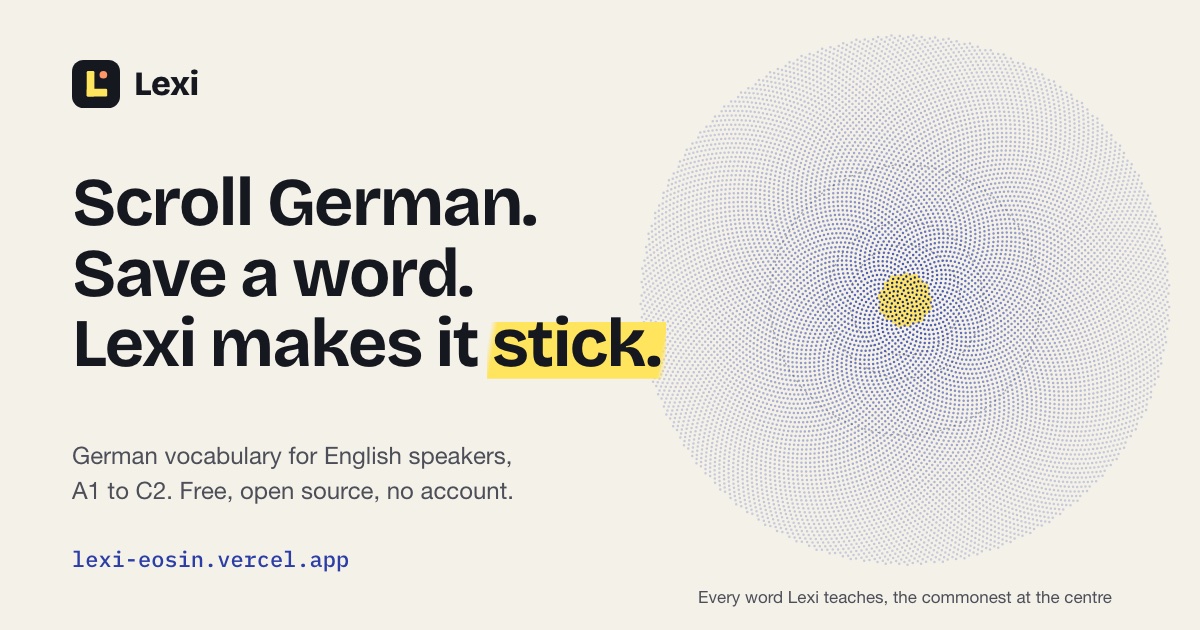 Lexi
Scroll German.
Save a word.
Lexi makes it stick.
German vocabulary for English speakers,
A1 to C2. Free, open source, no account.
lexi-eosin.vercel.app
Every word Lexi teaches, the commonest at the centre